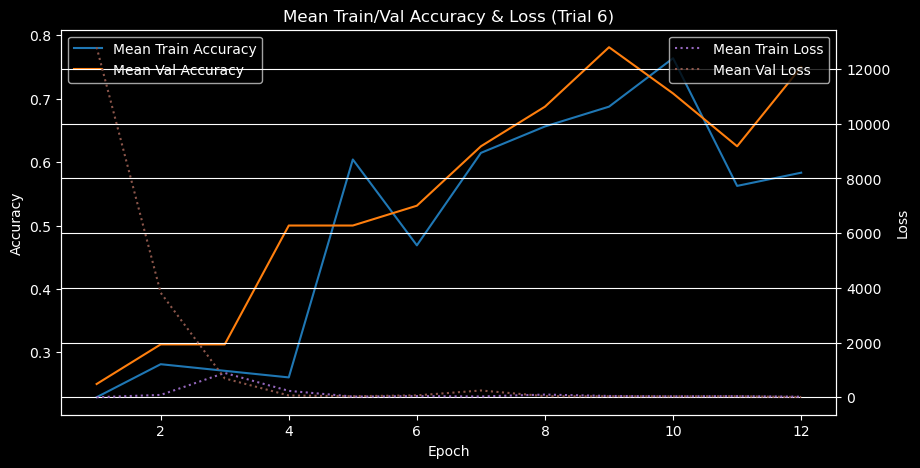 Mean Train/Val Accuracy & Loss (Trial 6)
Mean Train Accuracy
Mean Val Accuracy
Mean Train Loss
Mean Val Loss
0.8
0.7
0.6
0.5
0.4
0.3
Accuracy
12000
10000
8000
6000
4000
2000
0
Loss
2 4 6 8 10 12
Epoch